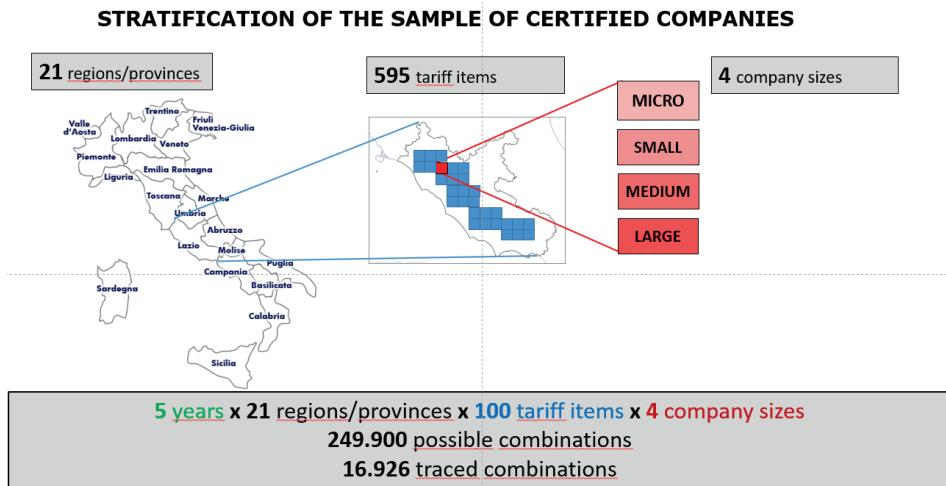 STRATIFICATION OF THE SAMPLE OF CERTIFIED COMPANIES
21 regions/provinces
595 tariff items
4 company sizes
Trentino
Friuli
Venezia-Giulia
Valle
d'Aosta
Lombardia
Veneto
Piemonte
Emilia Romagna
Liguria
Toscana
Marche
Umbria
Abruzzo
Lazio
Molise
Campania
Puglia
Basilicata
Sardegna
Calabria
Sicilia
MICRO
SMALL
MEDIUM
LARGE
5 years x 21 regions/provinces x 100 tariff items x 4 company sizes
249.900 possible combinations
16.926 traced combinations